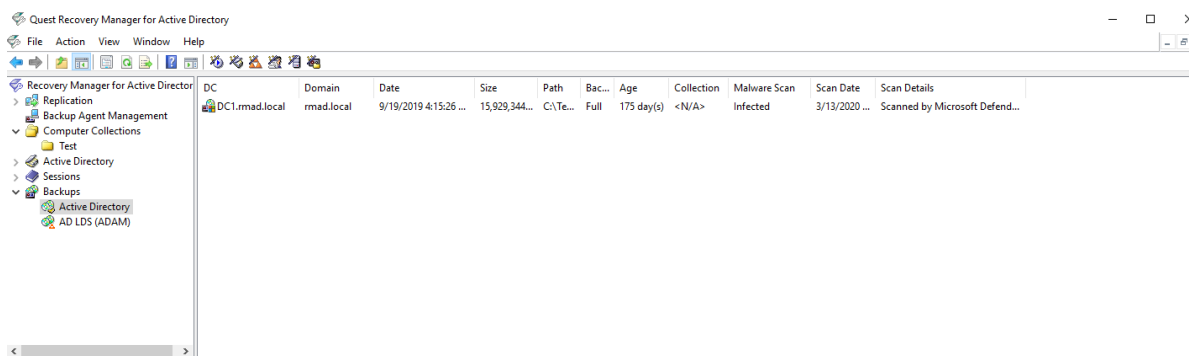 Quest Recovery Manager for Active Directory
File Action View Window Help
Recovery Manager for Active Director
Replication
Backup Agent Management
Computer Collections
Test
Active Directory
Sessions
Backups
Active Directory
AD LDS (ADAM)
DC Domain Date Size Path Bac... Age Collection Malware Scan Scan Date Scan Details
DC1.rmad.local rmad.local 9/19/2019 4:15:26 ... 15,929,344... C:\Te... Full 175 day(s) <N/A> Infected 3/13/2020 ... Scanned by Microsoft Defend...